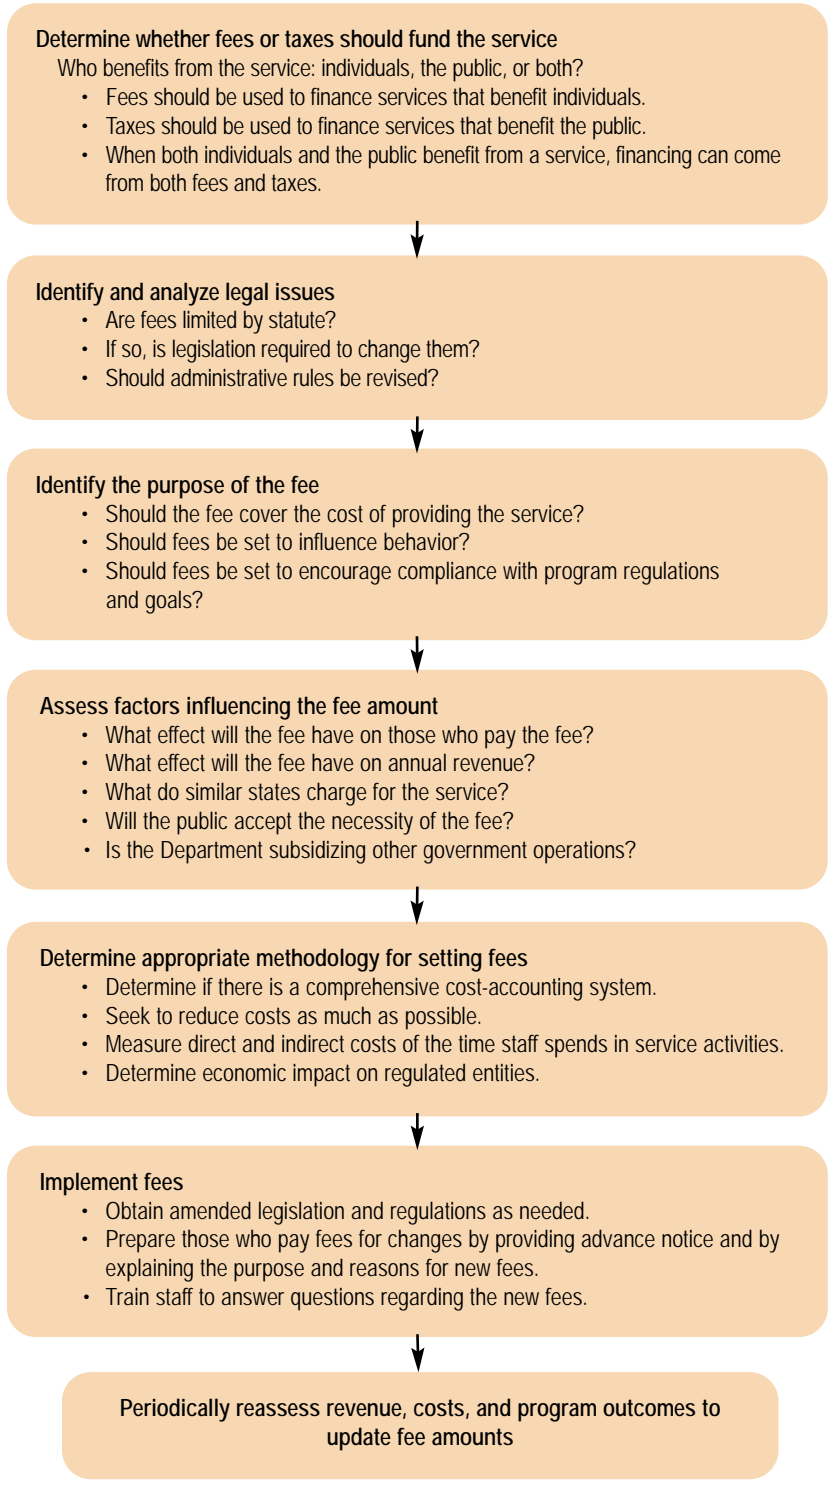 Determine whether fees or taxes should fund the service
Who benefits from the service: individuals, the public, or both?
• Fees should be used to finance services that benefit individuals.
• Taxes should be used to finance services that benefit the public.
• When both individuals and the public benefit from a service, financing can come
from both fees and taxes.
Identify and analyze legal issues
• Are fees limited by statute?
• If so, is legislation required to change them?
• Should administrative rules be revised?
Identify the purpose of the fee
• Should the fee cover the cost of providing the service?
• Should fees be set to influence behavior?
• Should fees be set to encourage compliance with program regulations
and goals?
Assess factors influencing the fee amount
• What effect will the fee have on those who pay the fee?
• What effect will the fee have on annual revenue?
• What do similar states charge for the service?
• Will the public accept the necessity of the fee?
• Is the Department subsidizing other government operations?
Determine appropriate methodology for setting fees
• Determine if there is a comprehensive cost-accounting system.
• Seek to reduce costs as much as possible.
• Measure direct and indirect costs of the time staff spends in service activities.
• Determine economic impact on regulated entities.
Implement fees
• Obtain amended legislation and regulations as needed.
• Prepare those who pay fees for changes by providing advance notice and by
explaining the purpose and reasons for new fees.
• Train staff to answer questions regarding the new fees.
Periodically reassess revenue, costs, and program outcomes to
update fee amounts